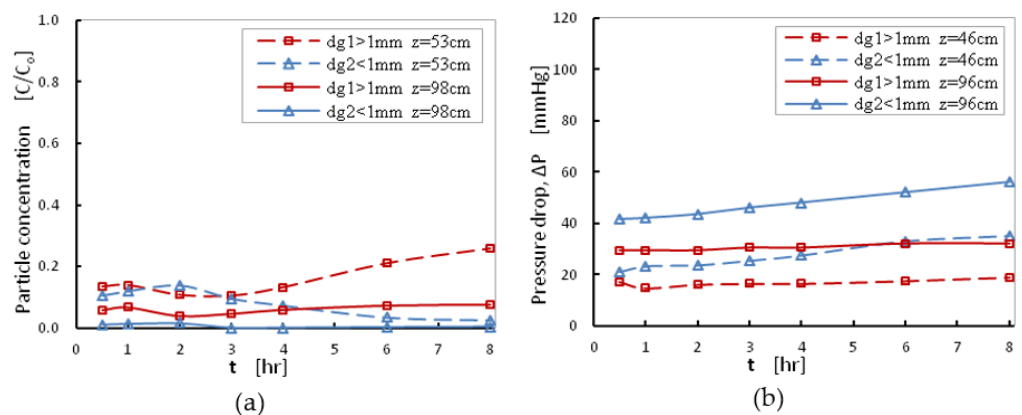 1.0
0.8
0.6
0.4
0.2
0.0
Particle concentration [C/Cₒ]
dg1>1mm z=53cm
dg2<1mm z=53cm
dg1>1mm z=98cm
dg2<1mm z=98cm
0 1 2 3 4 5 6 7 8
t [hr]
(a)
120
100
80
60
40
20
0
Pressure drop, ΔP [mmHg]
dg1>1mm z=46cm
dg2<1mm z=46cm
dg1>1mm z=96cm
dg2<1mm z=96cm
0 1 2 3 4 5 6 7 8
t [hr]
(b)